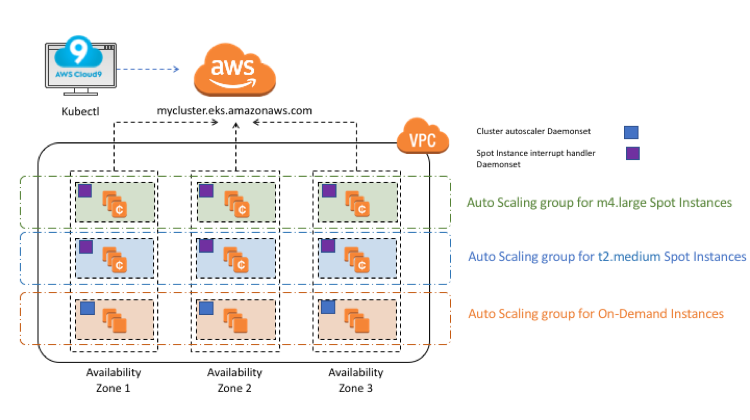 9
AWS Cloud9
aws
Kubectl
mycluster.eks.amazonaws.com
VPC
Cluster autoscaler Daemonset
Spot Instance interrupt handler
Daemonset
C
C
C
Auto Scaling group for m4.large Spot Instances
C
C
C
Auto Scaling group for t2.medium Spot Instances
Auto Scaling group for On-Demand Instances
Availability
Zone 1
Availability
Zone 2
Availability
Zone 3